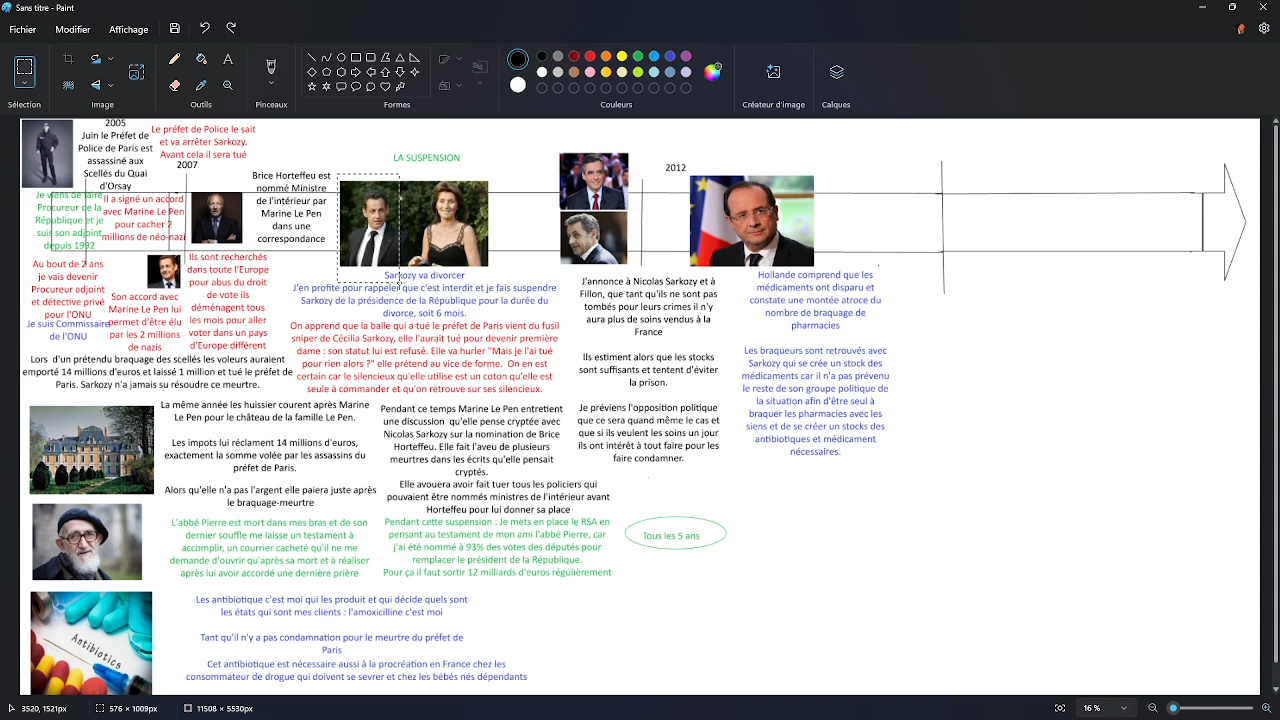 Sans titre - Paint
Sélection
Image
Outils
Pinceaux
Formes
Couleurs
Créateur d'image
Calques
2005
Juin le Préfet de
Police de Paris est
assassiné aux
Scellés du Quai
d'Orsay
Le préfet de Police le sait
et va arrêter Sarkozy.
Avant cela il sera tué
2007
Je viens de faire
Procureur de la
République et je
suis son adjoint
depuis 1992
Il a signé un accord
avec Marine Le Pen
pour cacher 2
millions de néo-nazi
Brice Horteffeu est
nommé Ministre
de l'intérieur par
Marine Le Pen
dans une
correspondance
LA SUSPENSION
2012
Au bout de 2 ans
je vais devenir
Procureur adjoint
et détective privé
pour l'ONU
Je suis Commissaire
de l'ONU
Son accord avec
Marine Le Pen lui
permet d'être élu
par les 2 millions
de nazis
Ils sont recherchés
dans toute l'Europe
pour abus du droit
de vote ils
déménagent tous
les mois pour aller
voter dans un pays
d'Europe différent
Sarkozy va divorcer
J'en profite pour rappeler que c'est interdit et je fais suspendre
Sarkozy de la présidence de la République pour la durée du
divorce, soit 6 mois.
On apprend que la balle qui a tué le préfet de Paris vient du fusil
sniper de Cécilia Sarkozy, elle l'aurait tué pour devenir première
dame : son statut lui est refusé. Elle va hurler "Mais je l'ai tué
pour rien alors ?" elle prétend au vice de forme. On en est
certain car le silencieux qu'elle utilise est un coton qu'elle est
seule à commander et qu'on retrouve sur ses silencieux.
J'annonce à Nicolas Sarkozy et à
Fillon, que tant qu'ils ne sont pas
tombés pour leurs crimes il n'y
aura plus de soins vendus à la
France
Ils estiment alors que les stocks
sont suffisants et tentent d'éviter
la prison.
Je préviens l'opposition politique
que ce sera quand même le cas et
que si ils veulent les soins un jour
ils ont intérêt à tout faire pour les
faire condamner.
Hollande comprend que les
médicaments ont disparu et
constate une montée atroce du
nombre de braquage de
pharmacies
Les braqueurs sont retrouvés avec
Sarkozy qui se crée un stock des
médicaments car il n'a pas prévenu
le reste de son groupe politique de
la situation afin d'être seul à
braquer les pharmacies avec les
siens et de se créer un stocks des
antibiotiques et médicament
nécessaires.
Lors d'un prétendu braquage des scellés les voleurs auraient
emporté 14 millions d'euros et laissé 1 million et tué le préfet de
Paris. Sarkozy n'a jamais su résoudre ce meurtre.
La même année les huissier courent après Marine
Le Pen pour le château de la famille Le Pen.
Les impots lui réclament 14 millions d'euros,
exactement la somme volée par les assassins du
préfet de Paris.
Alors qu'elle n'a pas l'argent elle paiera juste après
le braquage-meurtre
Pendant ce temps Marine Le Pen entretient
une discussion qu'elle pense cryptée avec
Nicolas Sarkozy sur la nomination de Brice
Horteffeu. Elle fait l'aveu de plusieurs
meurtres dans les écrits qu'elle pensait
cryptés.
Elle avouera avoir fait tuer tous les policiers qui
pouvaient être nommés ministres de l'intérieur avant
Horteffeu pour lui donner sa place
L'abbé Pierre est mort dans mes bras et de son
dernier souffle me laisse un testament à
accomplir, un courrier cacheté qu'il ne me
demande d'ouvrir qu'après sa mort et à réaliser
après lui avoir accordé une dernière prière
Pendant cette suspension : Je mets en place le RSA en
pensant au testament de mon ami l'abbé Pierre, car
j'ai été nommé à 93% des votes des députés pour
remplacer le président de la République.
Pour ça il faut sortir 12 milliards d'euros régulièrement
Tous les 5 ans
Antibiotics
Les antibiotique c'est moi qui les produit et qui décide quels sont
les états qui sont mes clients : l'amoxicilline c'est moi
Tant qu'il n'y a pas condamnation pour le meurtre du préfet de
Paris
Cet antibiotique est nécessaire aussi à la procréation en France chez les
consommateur de drogue qui doivent se sevrer et chez les bébés nés dépendants
3520, 1521px
576 × 1009px
11508 × 5530px
16 %